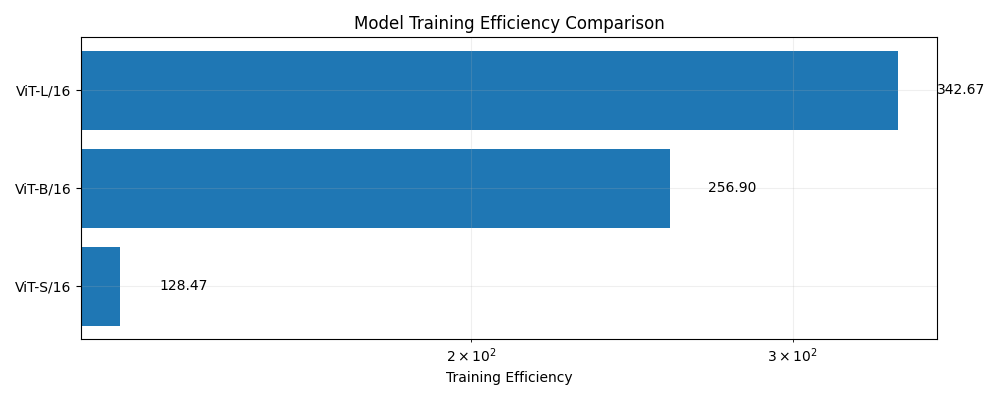 Model Training Efficiency Comparison
ViT-L/16
342.67
ViT-B/16
256.90
ViT-S/16
128.47
2 × 10²
3 × 10²
Training Efficiency